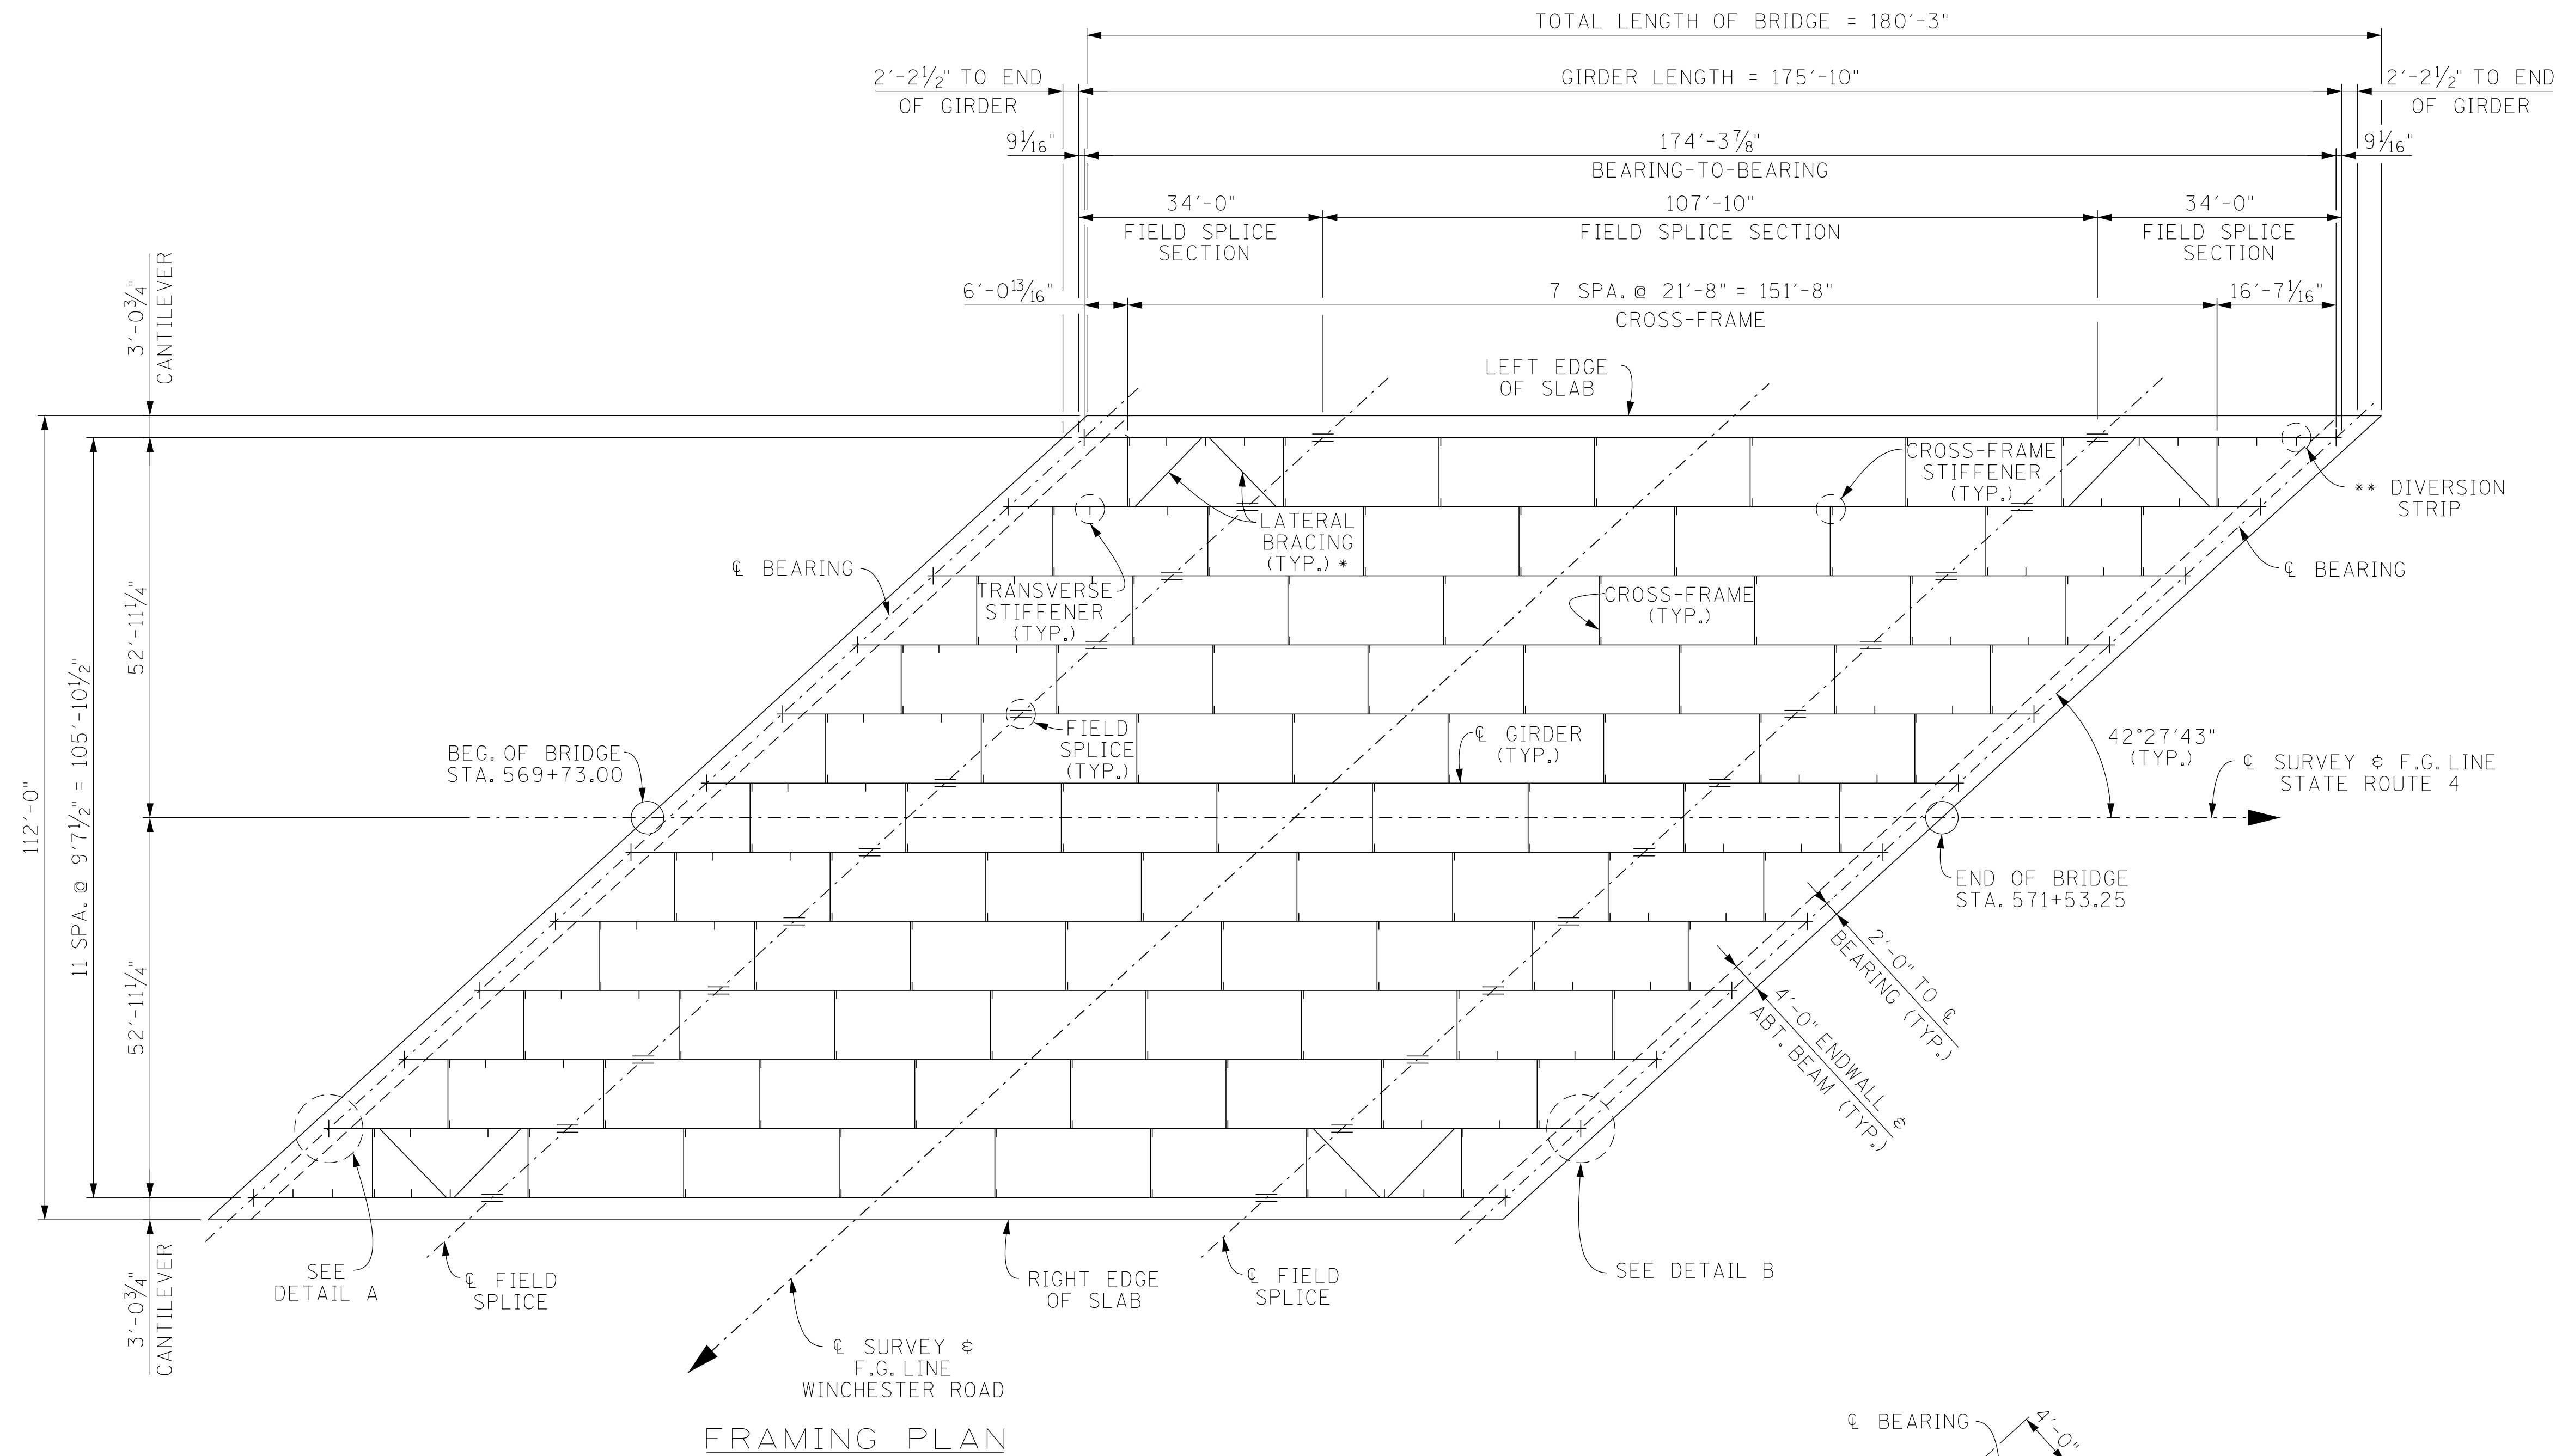 TOTAL LENGTH OF BRIDGE = 180'-3"
2'-2½" TO END
OF GIRDER
GIRDER LENGTH = 175'-10"
2'-2½" TO END
OF GIRDER
9 1/16"
174'-3⅞"
BEARING-TO-BEARING
9 1/16"
34'-0"
FIELD SPLICE
SECTION
107'-10"
FIELD SPLICE SECTION
34'-0"
FIELD SPLICE
SECTION
6'-0 13/16"
7 SPA. @ 21'-8" = 151'-8"
CROSS-FRAME
16'-7 1/16"
3'-0¾"
CANTILEVER
LEFT EDGE
OF SLAB
CROSS-FRAME
STIFFENER
(TYP.)
** DIVERSION
STRIP
LATERAL
BRACING
(TYP.) *
℄ BEARING
℄ BEARING
TRANSVERSE
STIFFENER
(TYP.)
CROSS-FRAME
(TYP.)
52'-11¼"
11 SPA. @ 9'7½" = 105'-10½"
112'-0"
FIELD
SPLICE
(TYP.)
℄ GIRDER
(TYP.)
42°27'43"
(TYP.)
BEG. OF BRIDGE
STA. 569+73.00
℄ SURVEY & F.G. LINE
STATE ROUTE 4
END OF BRIDGE
STA. 571+53.25
2'-0" TO ℄
BEARING (TYP.)
4'-0" ENDWALL &
ABT. BEAM (TYP.)
52'-11¼"
3'-0¾"
CANTILEVER
SEE
DETAIL A
℄ FIELD
SPLICE
RIGHT EDGE
OF SLAB
℄ FIELD
SPLICE
SEE DETAIL B
℄ SURVEY &
F.G. LINE
WINCHESTER ROAD
FRAMING PLAN
℄ BEARING
4'-0"